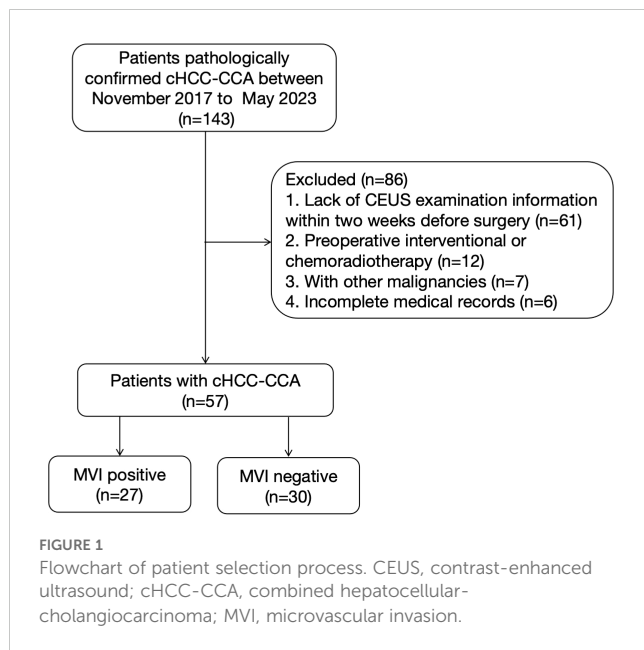 Patients pathologically
confirmed cHCC-CCA between
November 2017 to May 2023
(n=143)
Excluded (n=86)
1. Lack of CEUS examination information
within two weeks defore surgery (n=61)
2. Preoperative interventional or
chemoradiotherapy (n=12)
3. With other malignancies (n=7)
4. Incomplete medical records (n=6)
Patients with cHCC-CCA
(n=57)
MVI positive
(n=27)
MVI negative
(n=30)
FIGURE 1
Flowchart of patient selection process. CEUS, contrast-enhanced
ultrasound; cHCC-CCA, combined hepatocellular-
cholangiocarcinoma; MVI, microvascular invasion.